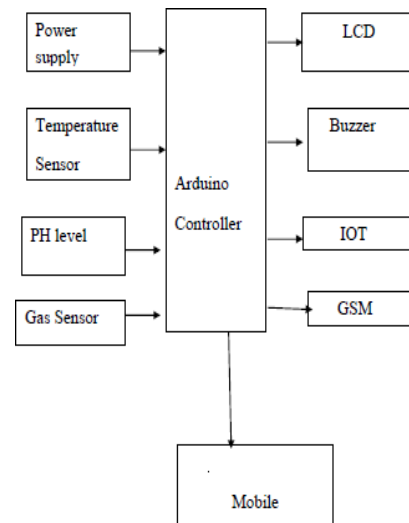 Power
supply
Temperature
Sensor
PH level
Gas Sensor
Arduino
Controller
LCD
Buzzer
IOT
GSM
Mobile